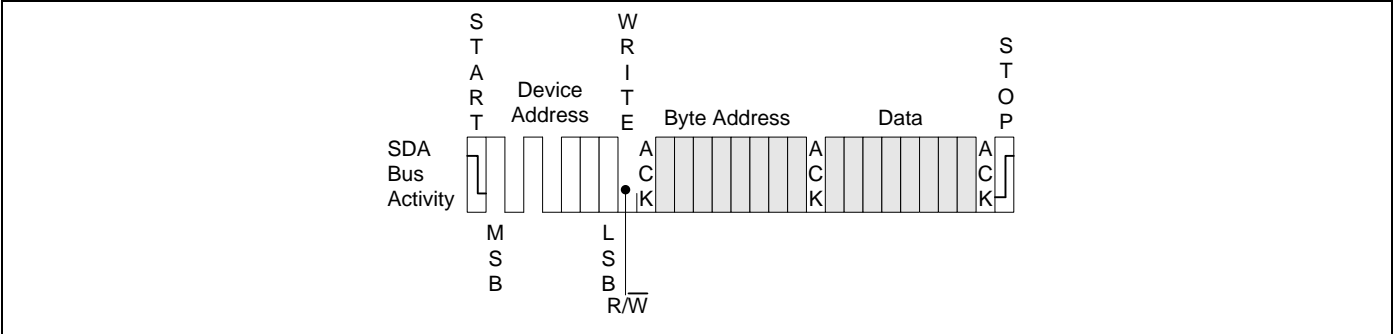 START
WRITE
STOP
Device
Address
Byte Address
Data
SDA
Bus
Activity
ACK
ACK
ACK
MSB
LSB
R/W̅